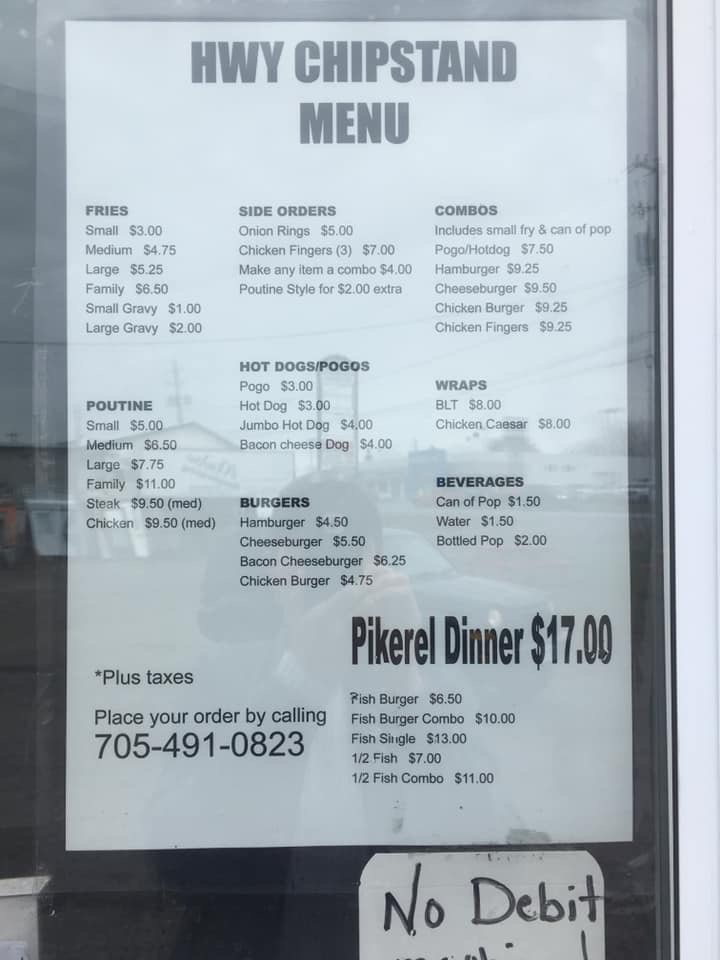 HWY CHIPSTAND
MENU
FRIES
Small $3.00
Medium $4.75
Large $5.25
Family $6.50
Small Gravy $1.00
Large Gravy $2.00
POUTINE
Small $5.00
Medium $6.50
Large $7.75
Family $11.00
Steak $9.50 (med)
Chicken $9.50 (med)
SIDE ORDERS
Onion Rings $5.00
Chicken Fingers (3) $7.00
Make any item a combo $4.00
Poutine Style for $2.00 extra
HOT DOGS/POGOS
Pogo $3.00
Hot Dog $3.00
Jumbo Hot Dog $4.00
Bacon cheese Dog $4.00
BURGERS
Hamburger $4.50
Cheeseburger $5.50
Bacon Cheeseburger $6.25
Chicken Burger $4.75
COMBOS
Includes small fry & can of pop
Pogo/Hotdog $7.50
Hamburger $9.25
Cheeseburger $9.50
Chicken Burger $9.25
Chicken Fingers $9.25
WRAPS
BLT $8.00
Chicken Caesar $8.00
BEVERAGES
Can of Pop $1.50
Water $1.50
Bottled Pop $2.00
Pikerel Dinner $17.00
Fish Burger $6.50
Fish Burger Combo $10.00
Fish Single $13.00
1/2 Fish $7.00
1/2 Fish Combo $11.00
*Plus taxes
Place your order by calling
705-491-0823
No Debit